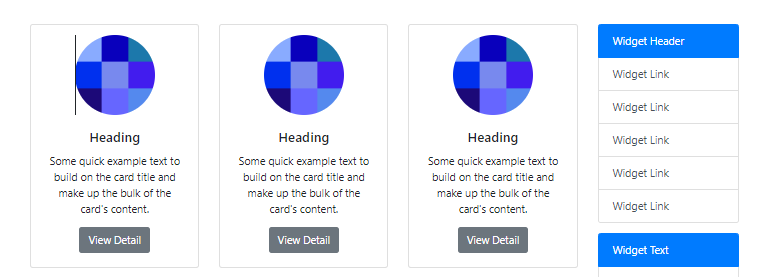 Heading
Some quick example text to
build on the card title and
make up the bulk of the
card's content.
View Detail
Heading
Some quick example text to
build on the card title and
make up the bulk of the
card's content.
View Detail
Heading
Some quick example text to
build on the card title and
make up the bulk of the
card's content.
View Detail
Widget Header
Widget Link
Widget Link
Widget Link
Widget Link
Widget Link
Widget Text